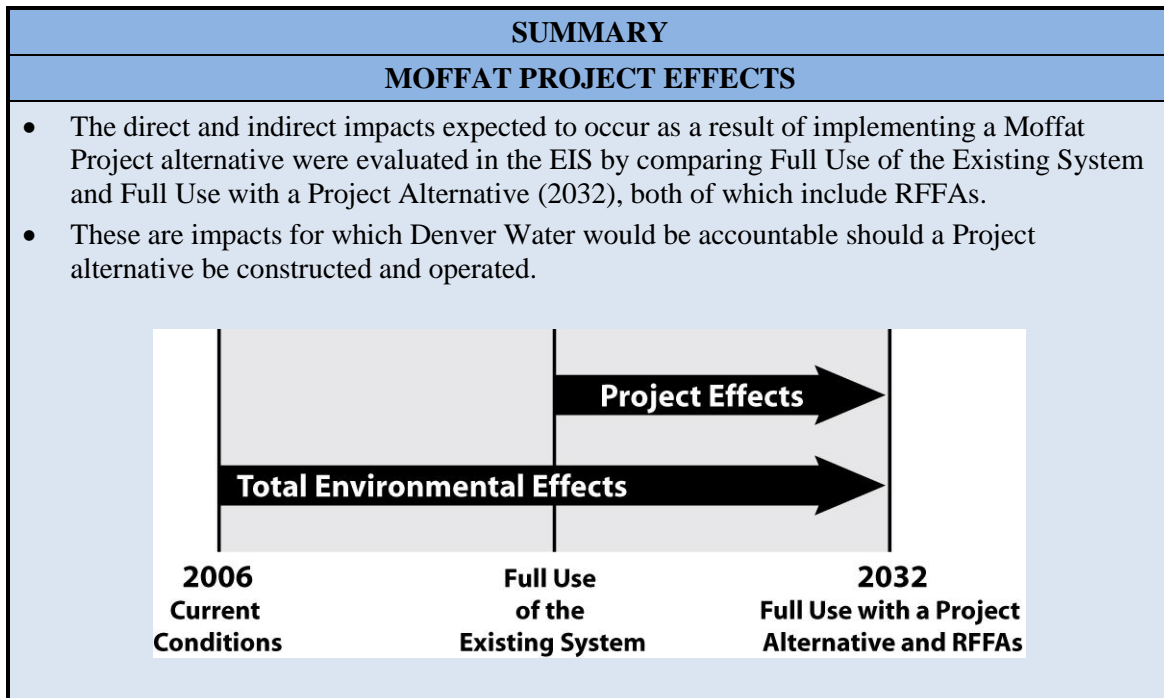 SUMMARY
MOFFAT PROJECT EFFECTS
• The direct and indirect impacts expected to occur as a result of implementing a Moffat
Project alternative were evaluated in the EIS by comparing Full Use of the Existing System
and Full Use with a Project Alternative (2032), both of which include RFFAs.
• These are impacts for which Denver Water would be accountable should a Project
alternative be constructed and operated.
Project Effects
Total Environmental Effects
2006
Current
Conditions
Full Use
of the
Existing System
2032
Full Use with a Project
Alternative and RFFAs